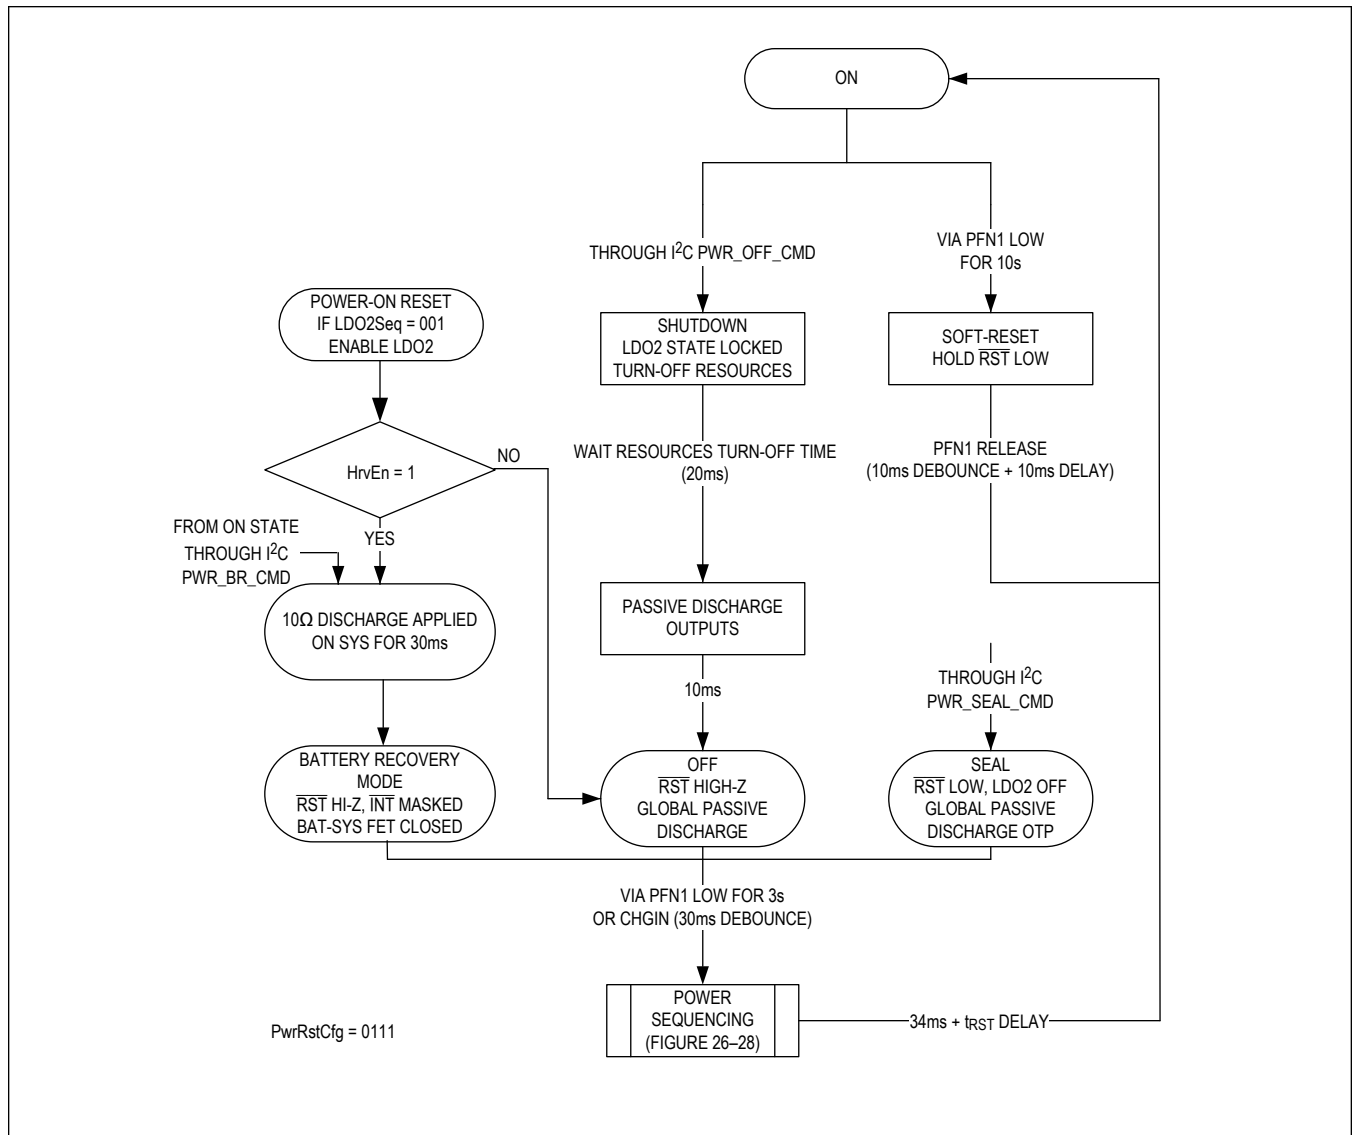 ON
THROUGH I²C PWR_OFF_CMD
VIA PFN1 LOW
FOR 10s
POWER-ON RESET
IF LDO2Seq = 001
ENABLE LDO2
SHUTDOWN
LDO2 STATE LOCKED
TURN-OFF RESOURCES
SOFT-RESET
HOLD R̅S̅T̅ LOW
HrvEn = 1
NO
YES
WAIT RESOURCES TURN-OFF TIME
(20ms)
PFN1 RELEASE
(10ms DEBOUNCE + 10ms DELAY)
FROM ON STATE
THROUGH I²C
PWR_BR_CMD
10Ω DISCHARGE APPLIED
ON SYS FOR 30ms
PASSIVE DISCHARGE
OUTPUTS
10ms
THROUGH I²C
PWR_SEAL_CMD
BATTERY RECOVERY
MODE
R̅S̅T̅ HI-Z, I̅N̅T̅ MASKED
BAT-SYS FET CLOSED
OFF
R̅S̅T̅ HIGH-Z
GLOBAL PASSIVE
DISCHARGE
SEAL
R̅S̅T̅ LOW, LDO2 OFF
GLOBAL PASSIVE
DISCHARGE OTP
VIA PFN1 LOW FOR 3s
OR CHGIN (30ms DEBOUNCE)
POWER
SEQUENCING
(FIGURE 26–28)
34ms + tRST DELAY
PwrRstCfg = 0111